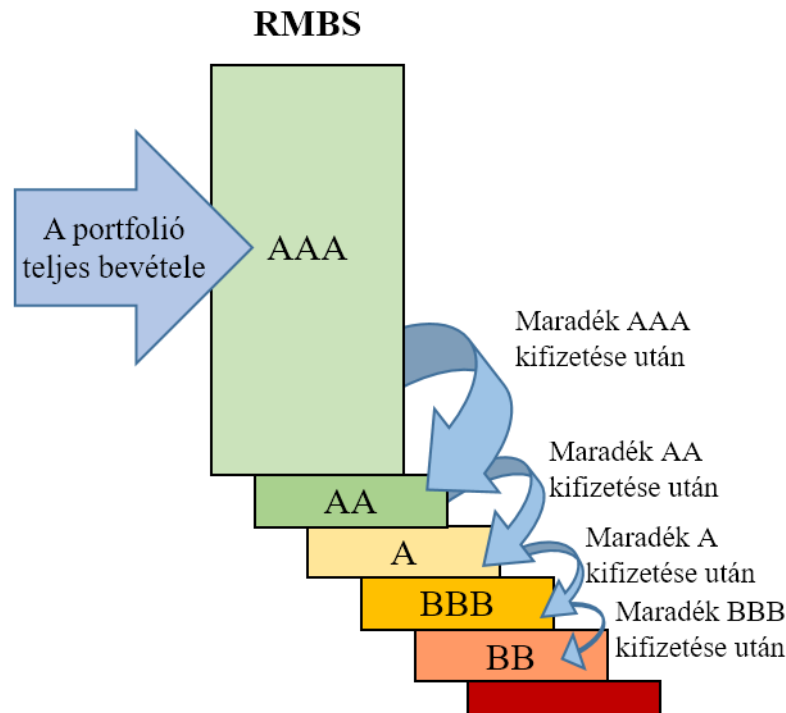 RMBS
A portfolió
teljes bevétele
AAA
Maradék AAA
kifizetése után
AA
Maradék AA
kifizetése után
A
Maradék A
kifizetése után
BBB
Maradék BBB
kifizetése után
BB